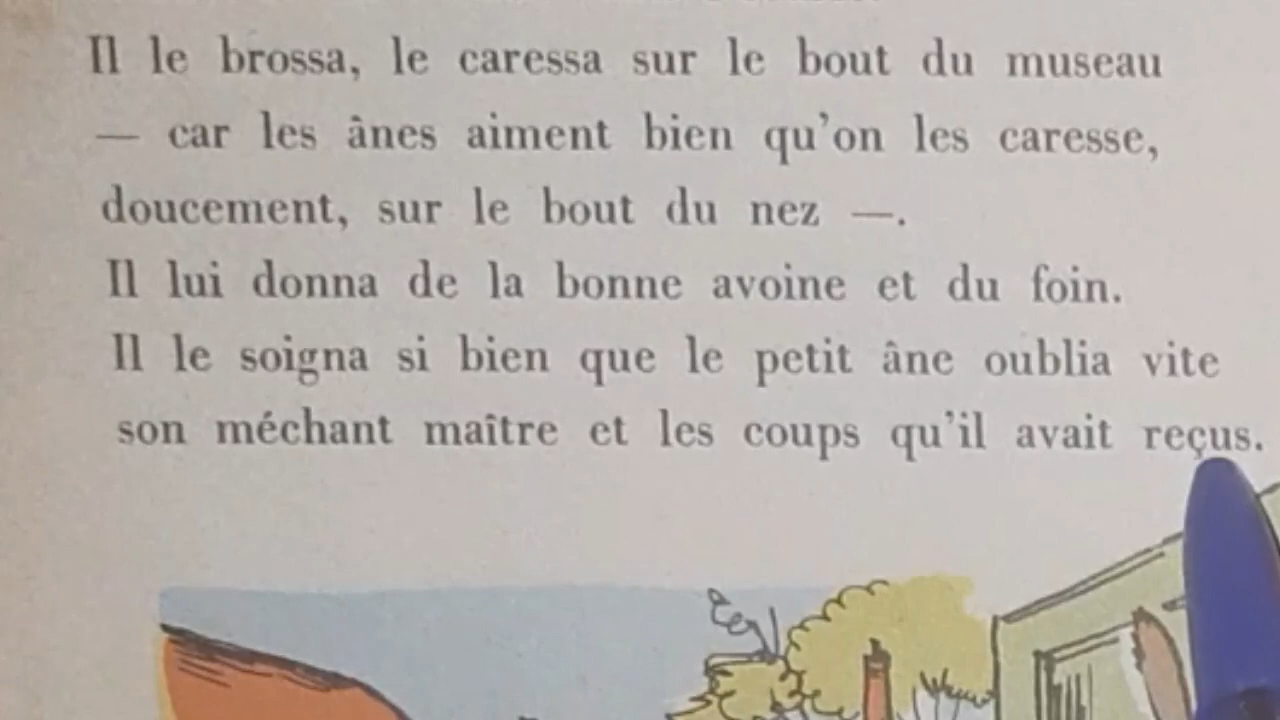 Il le brossa, le caressa sur le bout du museau
— car les ânes aiment bien qu'on les caresse,
doucement, sur le bout du nez —.
Il lui donna de la bonne avoine et du foin.
Il le soigna si bien que le petit âne oublia vite
son méchant maître et les coups qu'il avait reçus.